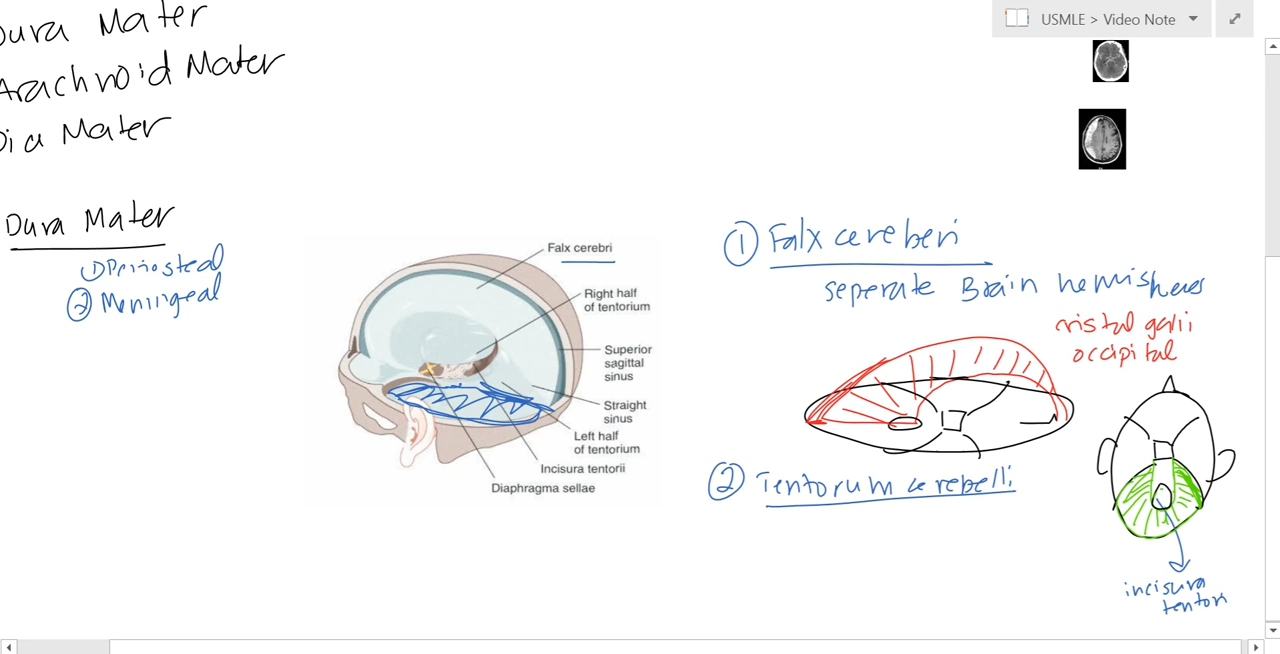 USMLE > Video Note
Dura Mater
Arachnoid Mater
Pia Mater
Dura Mater
1) Periosteal
2 Meningeal
Falx cerebri
Right half
of tentorium
Superior
sagittal
sinus
Straight
sinus
Left half
of tentorium
Incisura tentorii
Diaphragma sellae
1 Falx cereberi
seperate Brain hemispheres
cristal galii
occipital
2 Tentorum cerebelli
incisura
tentori